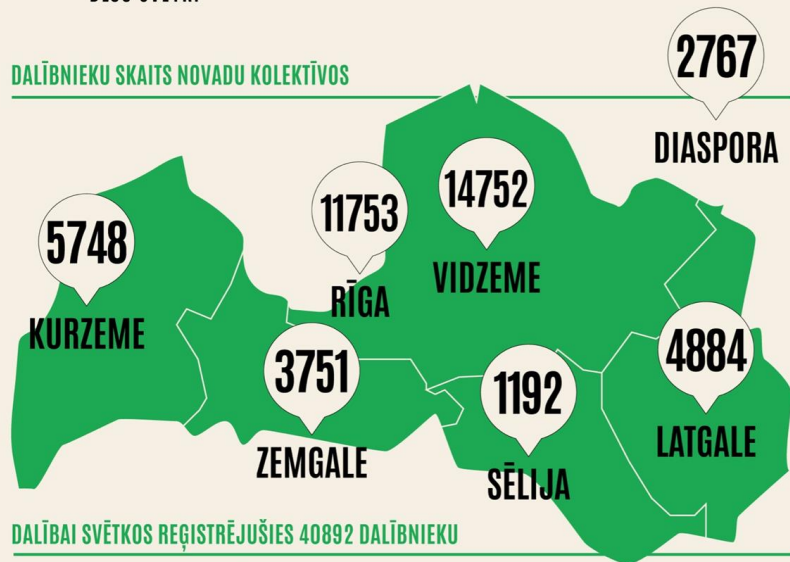 DALĪBNIEKU SKAITS NOVADU KOLEKTĪVOS
2767
DIASPORA
14752
VIDZEME
11753
RĪGA
5748
KURZEME
3751
ZEMGALE
1192
SĒLIJA
4884
LATGALE
DALĪBAI SVĒTKOS REĢISTRĒJUŠIES 40892 DALĪBNIEKU